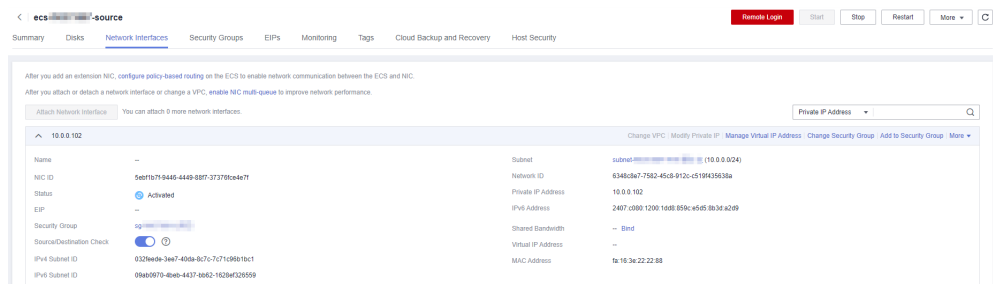 ecs -source
Remote Login Start Stop Restart More C
Summary Disks Network Interfaces Security Groups EIPs Monitoring Tags Cloud Backup and Recovery Host Security
After you add an extension NIC, configure policy-based routing on the ECS to enable network communication between the ECS and NIC.
After you attach or detach a network interface or change a VPC, enable NIC multi-queue to improve network performance.
Attach Network Interface You can attach 0 more network interfaces.
Private IP Address
10.0.0.102
Change VPC | Modify Private IP | Manage Virtual IP Address | Change Security Group | Add to Security Group | More
Name --
NIC ID 5ebf1b7f-9446-4449-88f7-37376fce4e7f
Status Activated
EIP --
Security Group sg-
Source/Destination Check ?
IPv4 Subnet ID 032feede-3ee7-40da-8c7c-7c71c96b1bc1
IPv6 Subnet ID 09ab0970-4beb-4437-bb62-1628ef326559
Subnet subnet- (10.0.0.0/24)
Network ID 6348c8e7-7582-45c8-912c-c519f435638a
Private IP Address 10.0.0.102
IPv6 Address 2407:c080:1200:1dd8:859c:e5d5:8b3d:a2d9
Shared Bandwidth -- Bind
Virtual IP Address --
MAC Address fa:16:3e:22:22:88